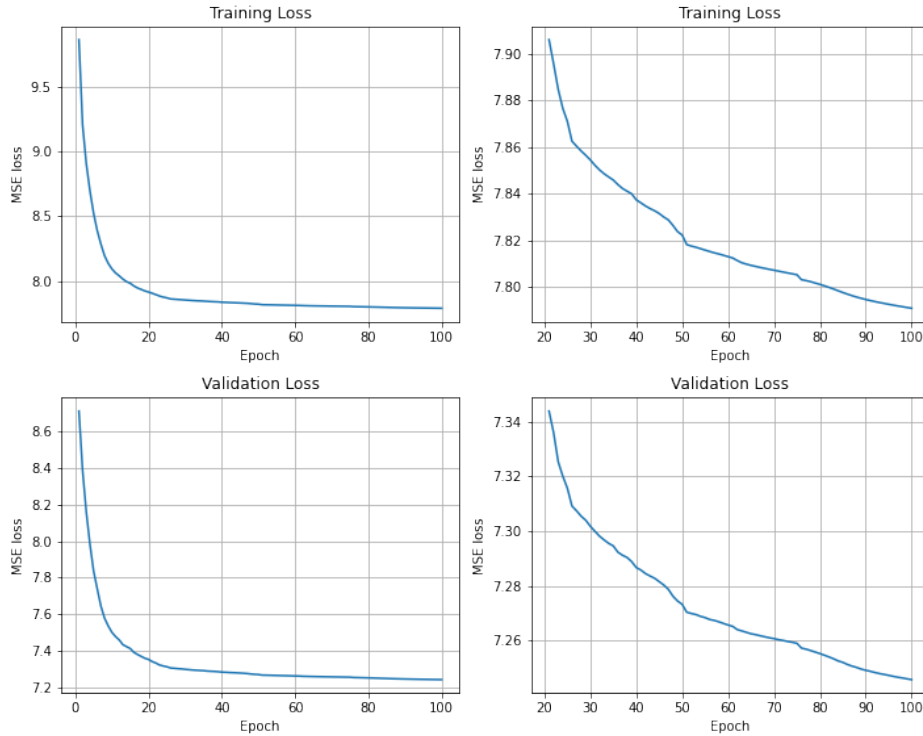 Training Loss
MSE loss
9.5
9.0
8.5
8.0
0 20 40 60 80 100
Epoch
Training Loss
MSE loss
7.90
7.88
7.86
7.84
7.82
7.80
20 30 40 50 60 70 80 90 100
Epoch
Validation Loss
MSE loss
8.6
8.4
8.2
8.0
7.8
7.6
7.4
7.2
0 20 40 60 80 100
Epoch
Validation Loss
MSE loss
7.34
7.32
7.30
7.28
7.26
20 30 40 50 60 70 80 90 100
Epoch